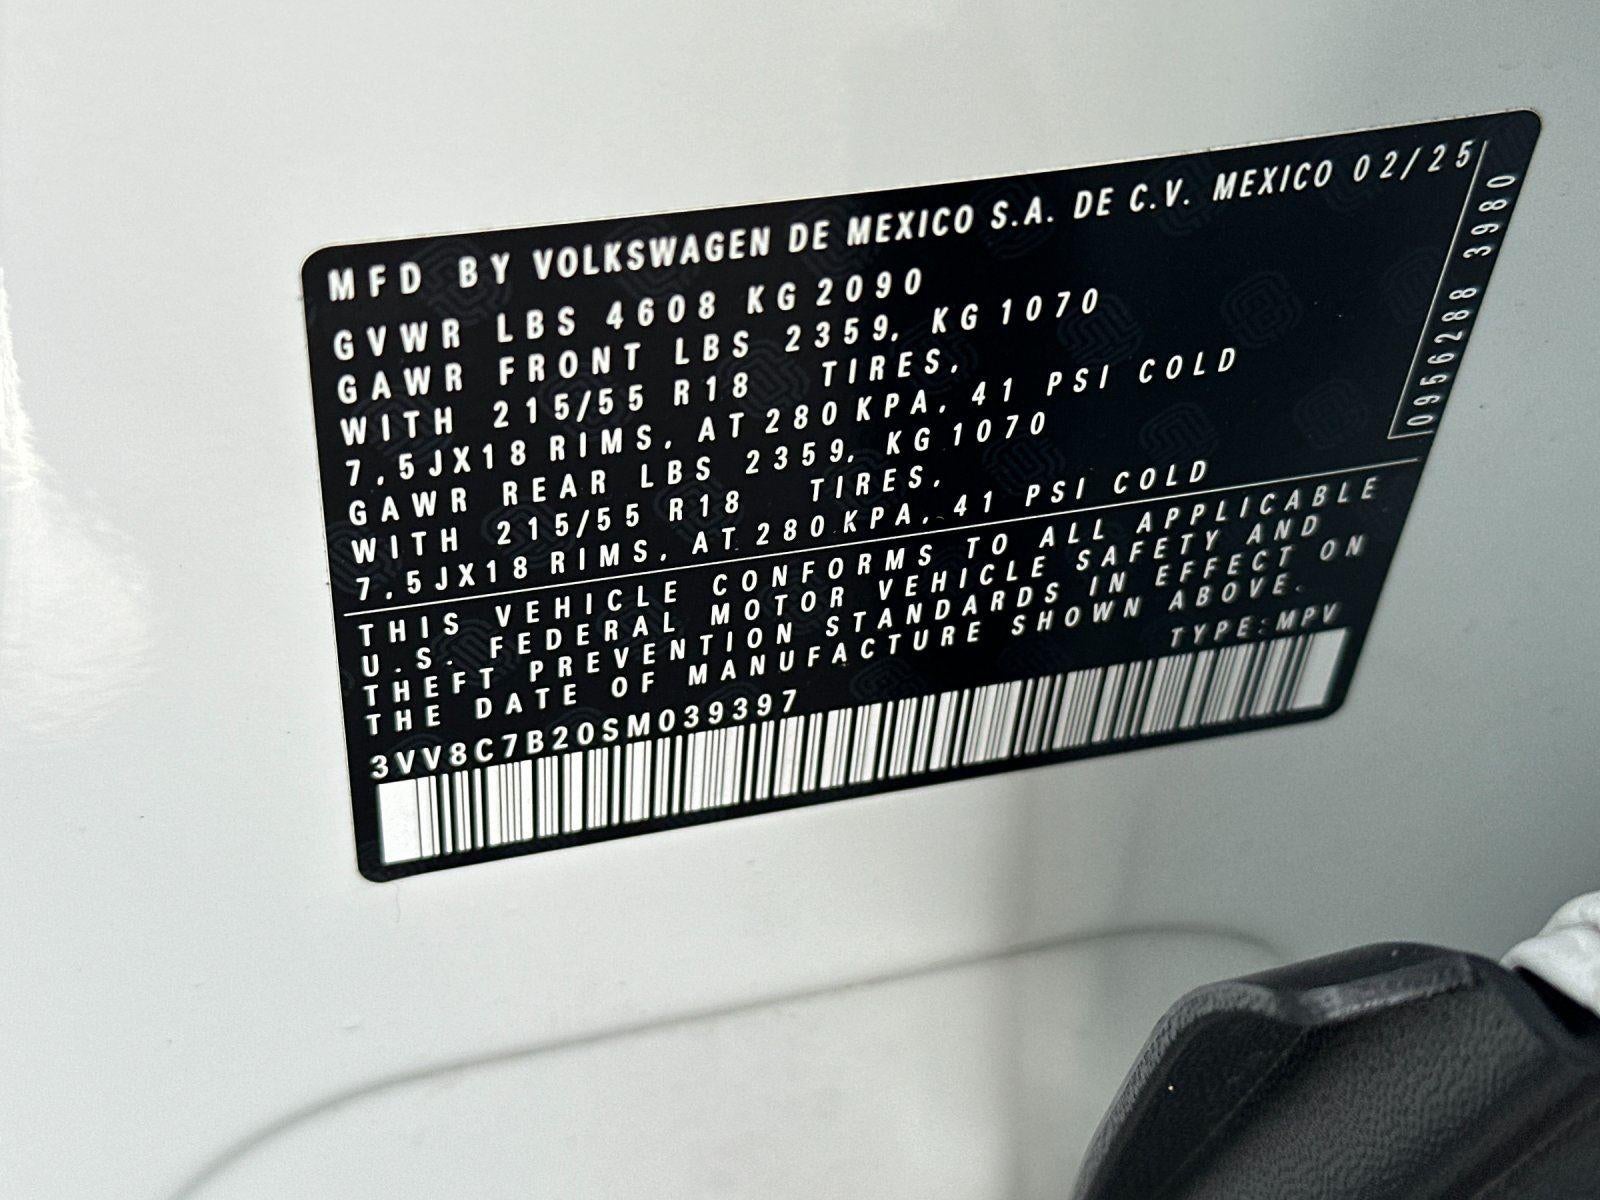 MFD BY VOLKSWAGEN DE MEXICO S.A. DE C.V. MEXICO 02/25
GVWR LBS 4608 KG 2090
GAWR FRONT LBS 2359, KG 1070
WITH 215/55 R18 TIRES,
7,5JX18 RIMS, AT 280 KPA, 41 PSI COLD
GAWR REAR LBS 2359, KG 1070
WITH 215/55 R18 TIRES,
7,5JX18 RIMS, AT 280 KPA, 41 PSI COLD
THIS VEHICLE CONFORMS TO ALL APPLICABLE
U.S. FEDERAL MOTOR VEHICLE SAFETY AND
THEFT PREVENTION STANDARDS IN EFFECT ON
THE DATE OF MANUFACTURE SHOWN ABOVE.
TYPE:MPV
3VV8C7B20SM039397
0956288 3980